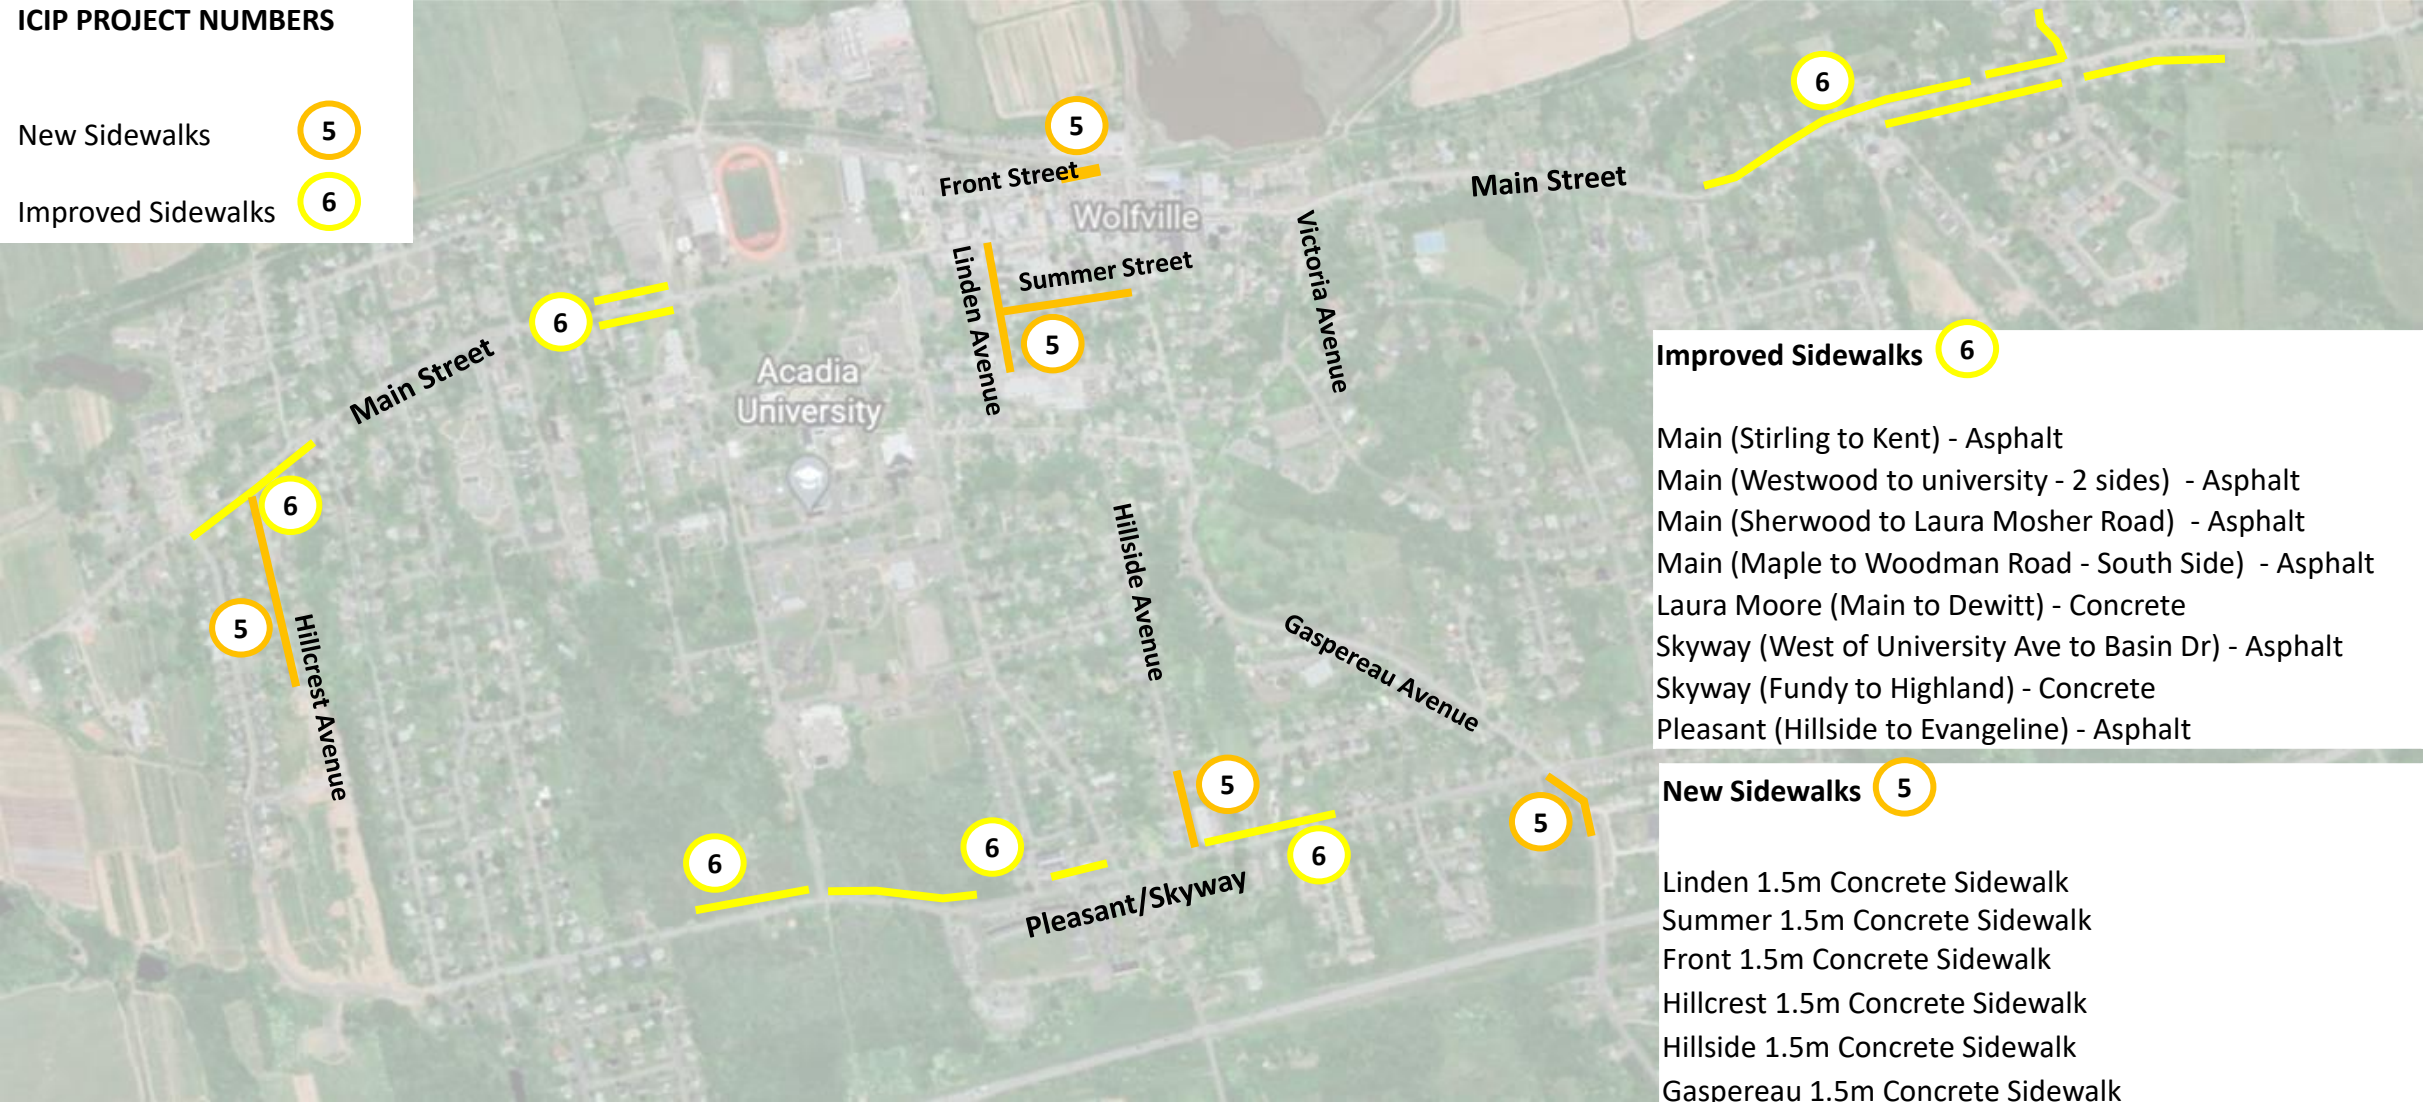 ICIP PROJECT NUMBERS
New Sidewalks 5
Improved Sidewalks 6
5
Front Street
Wolfville
Main Street
6
Linden Avenue
Summer Street
5
Victoria Avenue
6
Main Street
Acadia
University
6
5
Hillcrest Avenue
Hillside Avenue
Gaspereau Avenue
5
5
6
6
6
Pleasant/Skyway
Improved Sidewalks 6
Main (Stirling to Kent) - Asphalt
Main (Westwood to university - 2 sides) - Asphalt
Main (Sherwood to Laura Mosher Road) - Asphalt
Main (Maple to Woodman Road - South Side) - Asphalt
Laura Moore (Main to Dewitt) - Concrete
Skyway (West of University Ave to Basin Dr) - Asphalt
Skyway (Fundy to Highland) - Concrete
Pleasant (Hillside to Evangeline) - Asphalt
New Sidewalks 5
Linden 1.5m Concrete Sidewalk
Summer 1.5m Concrete Sidewalk
Front 1.5m Concrete Sidewalk
Hillcrest 1.5m Concrete Sidewalk
Hillside 1.5m Concrete Sidewalk
Gaspereau 1.5m Concrete Sidewalk